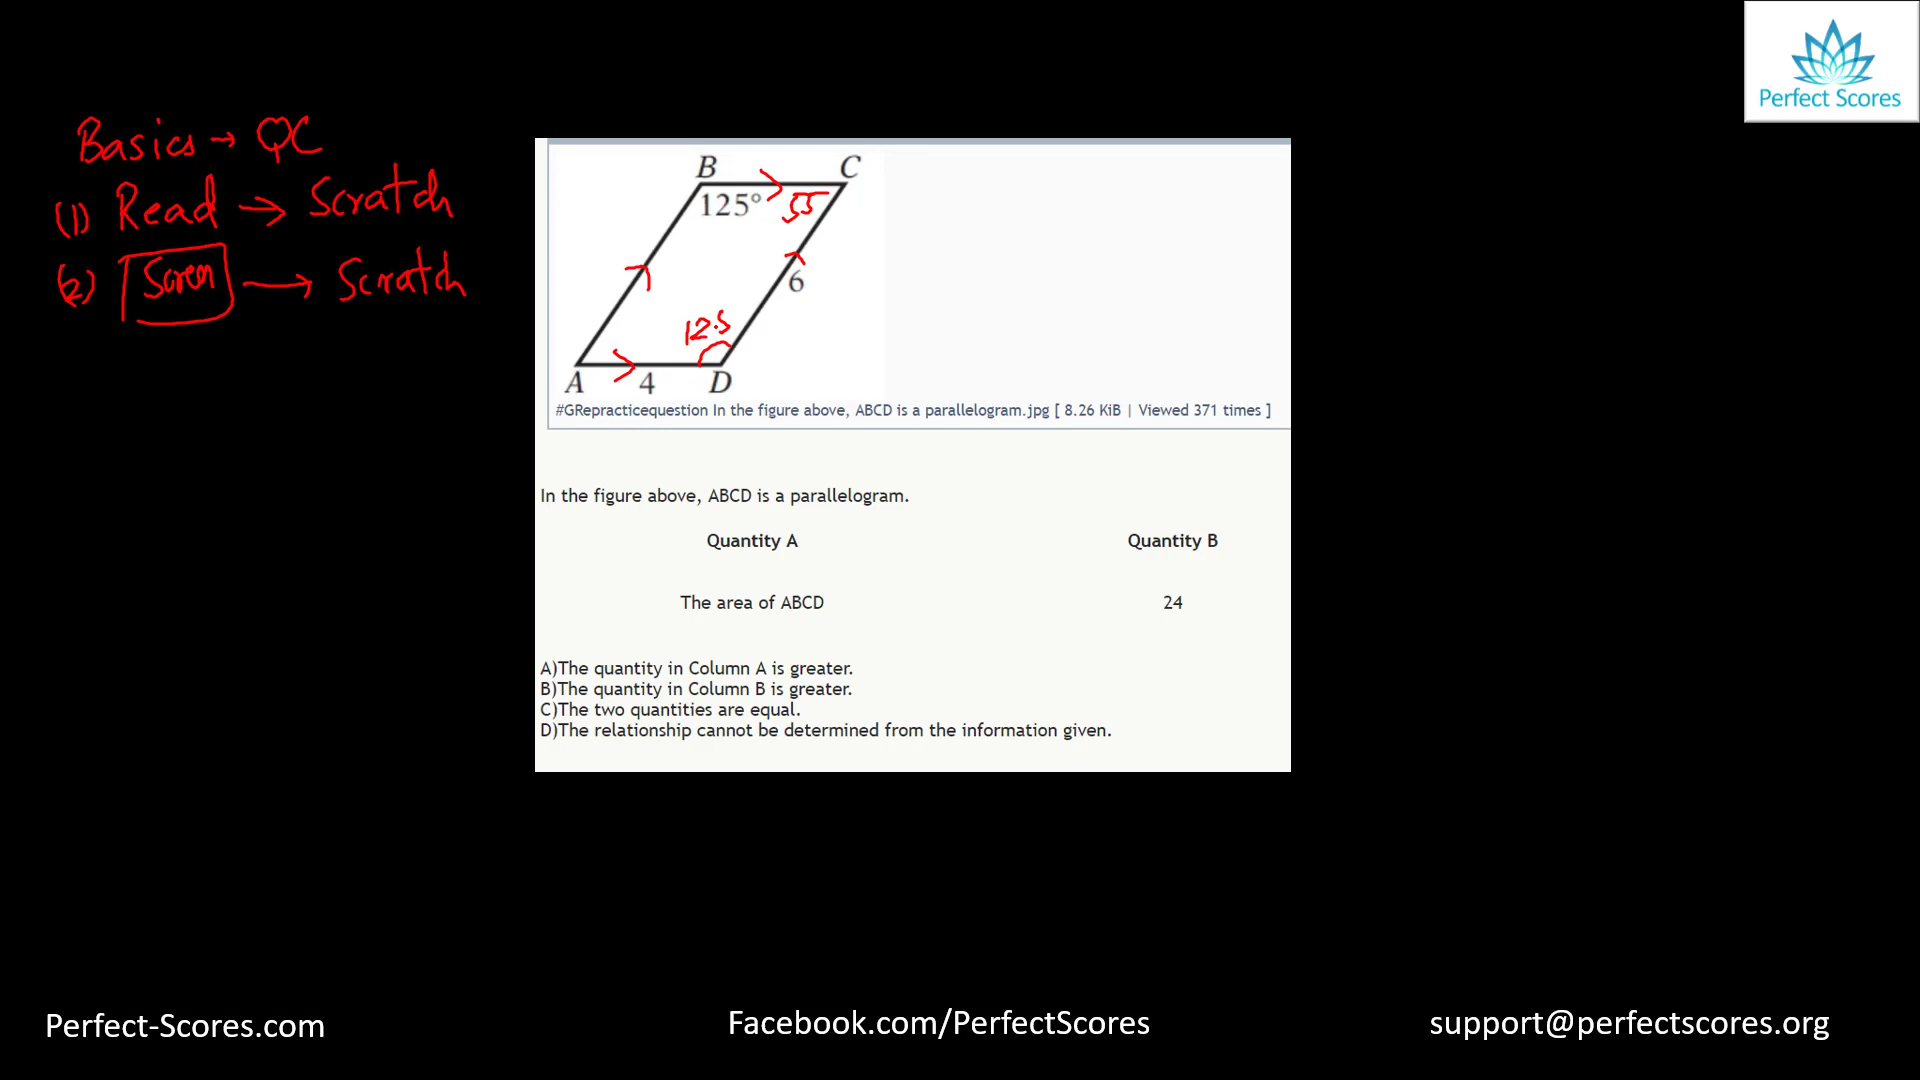 Perfect Scores
Basics → QC
(1) Read → Scratch
(2) Screen → Scratch
B C
125° 55
6
125
A 4 D
#GREpracticequestion In the figure above, ABCD is a parallelogram.jpg [ 8.26 KiB | Viewed 371 times ]
In the figure above, ABCD is a parallelogram.
Quantity A Quantity B
The area of ABCD 24
A)The quantity in Column A is greater.
B)The quantity in Column B is greater.
C)The two quantities are equal.
D)The relationship cannot be determined from the information given.
Perfect-Scores.com Facebook.com/PerfectScores support@perfectscores.org